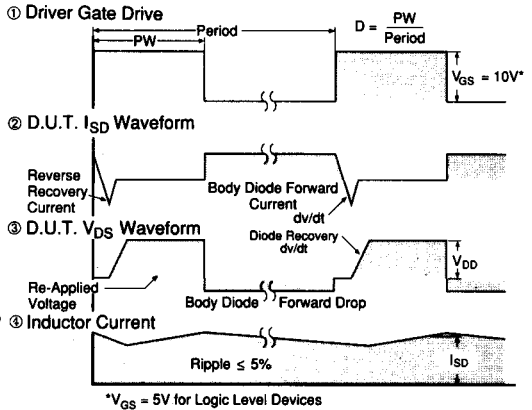 ① Driver Gate Drive
Period
PW
D = PW
Period
V_GS = 10V*
② D.U.T. I_SD Waveform
Reverse
Recovery
Current
Body Diode Forward
Current
dv/dt
③ D.U.T. V_DS Waveform
Diode Recovery
dv/dt
V_DD
Re-Applied
Voltage
Body Diode
Forward Drop
④ Inductor Current
Ripple ≤ 5%
I_SD
*V_GS = 5V for Logic Level Devices